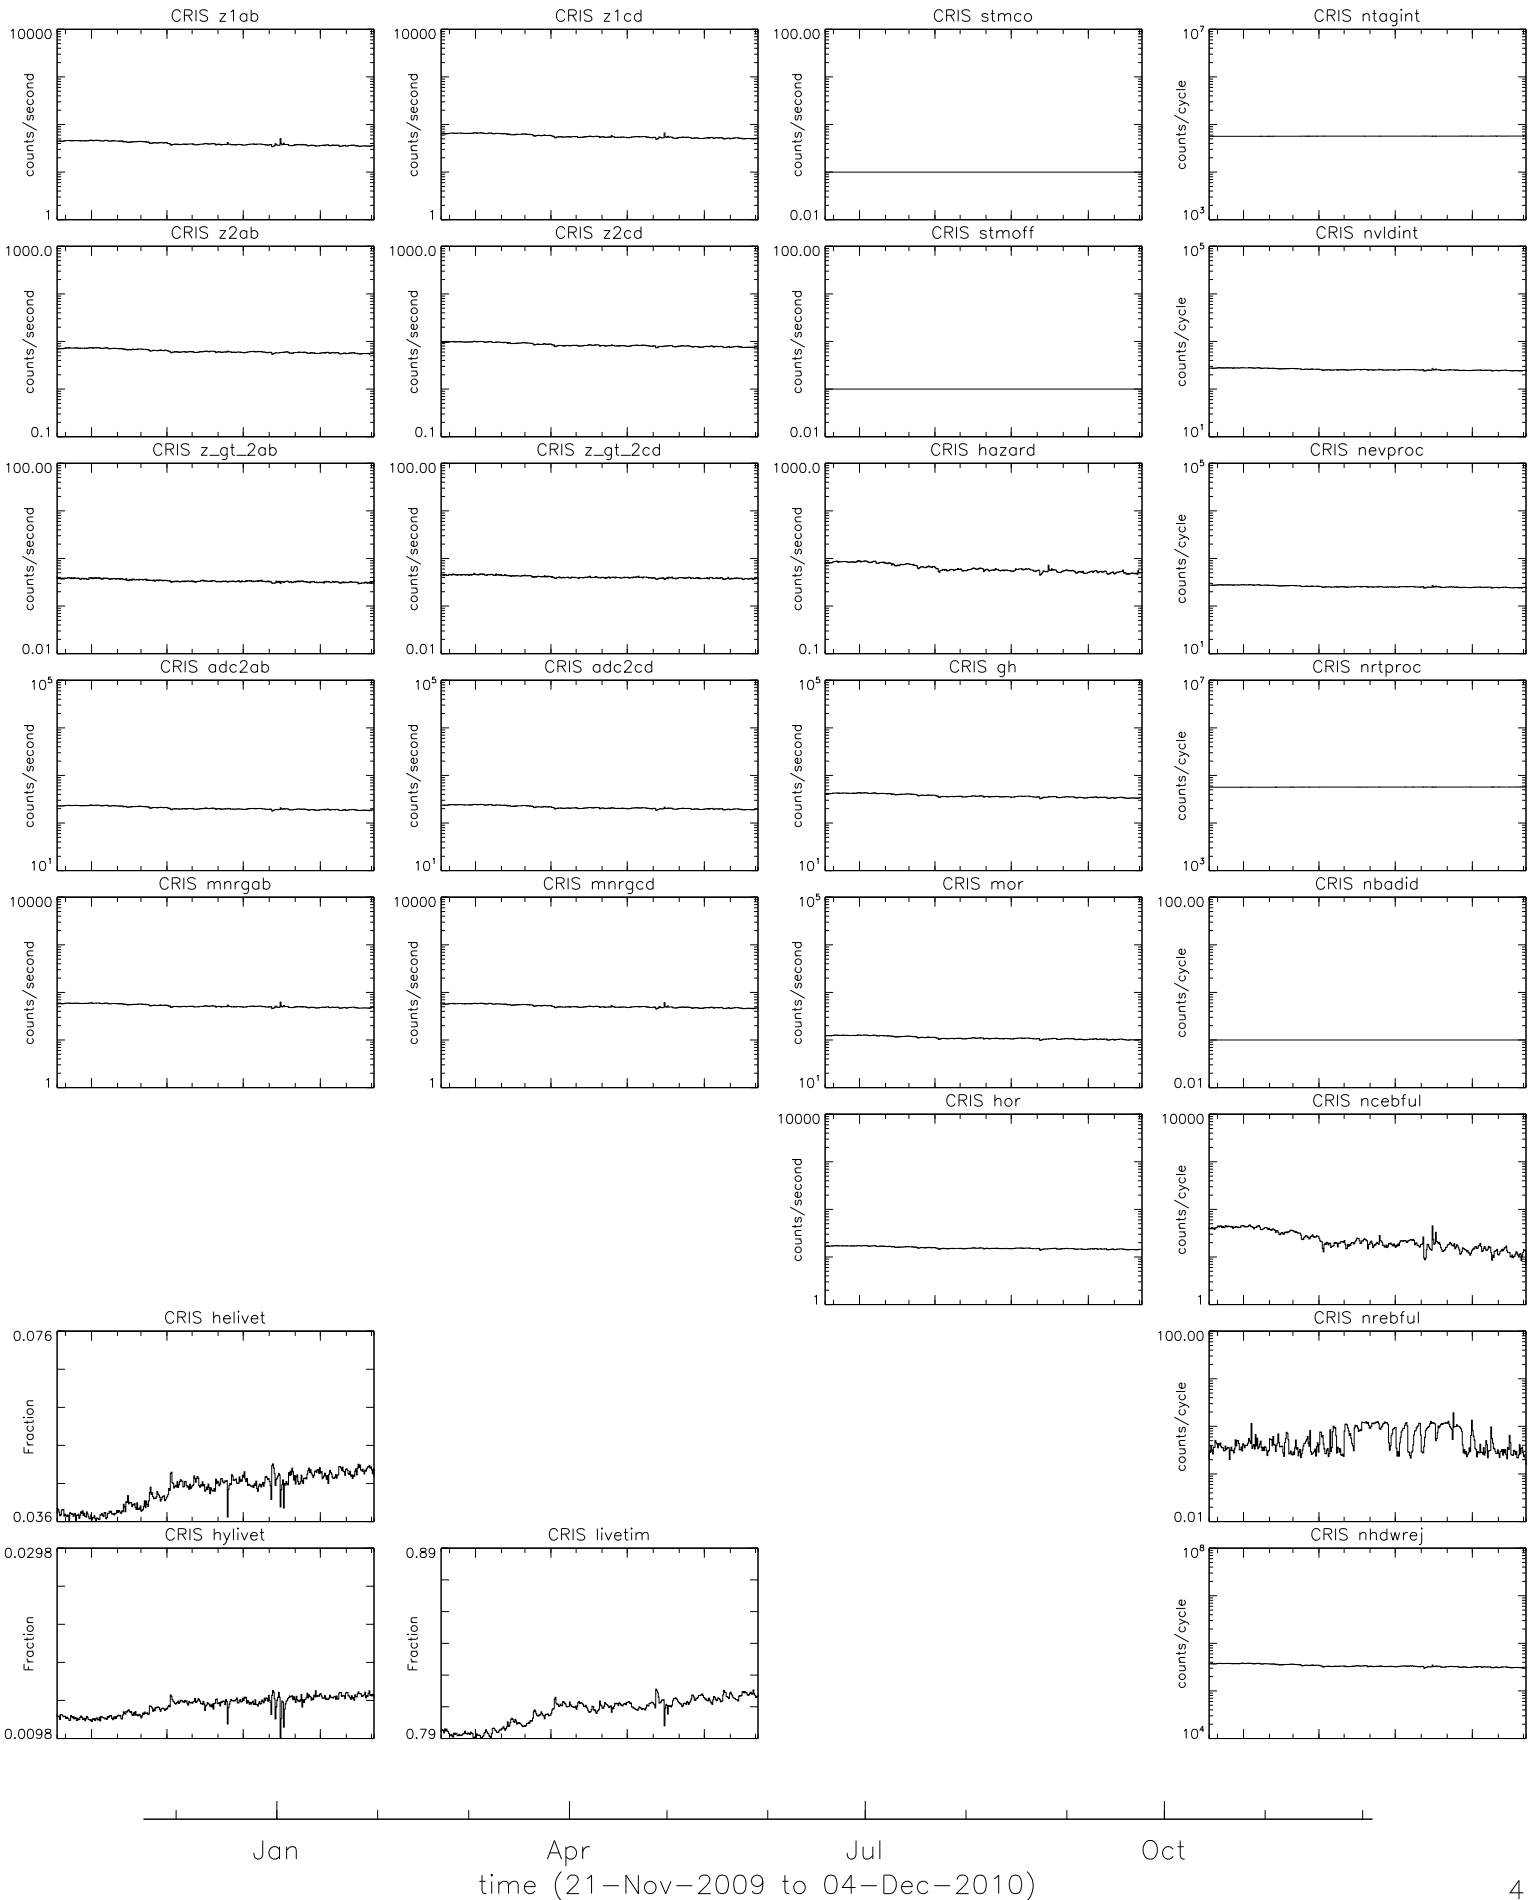 CRIS z1ab
10000
counts/second
1
CRIS z1cd
10000
counts/second
1
CRIS stmco
100.00
counts/second
0.01
CRIS ntagint
10^7
counts/cycle
10^3
CRIS z2ab
1000.0
counts/second
0.1
CRIS z2cd
1000.0
counts/second
0.1
CRIS stmoff
100.00
counts/second
0.01
CRIS nvldint
10^5
counts/cycle
10^1
CRIS z_gt_2ab
100.00
counts/second
0.01
CRIS z_gt_2cd
100.00
counts/second
0.01
CRIS hazard
1000.0
counts/second
0.1
CRIS nevproc
10^5
counts/cycle
10^1
CRIS adc2ab
10^5
counts/second
10^1
CRIS adc2cd
10^5
counts/second
10^1
CRIS gh
10^5
counts/second
10^1
CRIS nrtproc
10^7
counts/cycle
10^3
CRIS mnrgab
10000
counts/second
1
CRIS mnrgcd
10000
counts/second
1
CRIS mor
10^5
counts/second
10^1
CRIS nbadid
100.00
counts/cycle
0.01
CRIS hor
10000
counts/second
1
CRIS ncebful
10000
counts/cycle
1
CRIS helivet
0.076
Fraction
0.036
CRIS nrebful
100.00
counts/cycle
0.01
CRIS hylivet
0.0298
Fraction
0.0098
CRIS livetim
0.89
Fraction
0.79
CRIS nhdwrej
10^8
counts/cycle
10^4
Jan Apr Jul Oct
time (21-Nov-2009 to 04-Dec-2010)
4